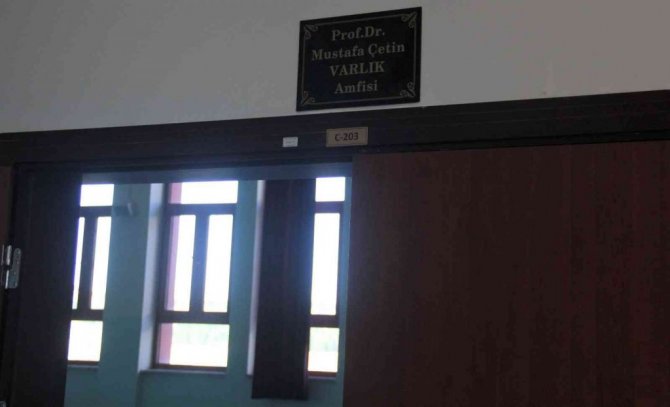 Prof.Dr.
Mustafa Çetin
VARLIK
Amfisi
C-203